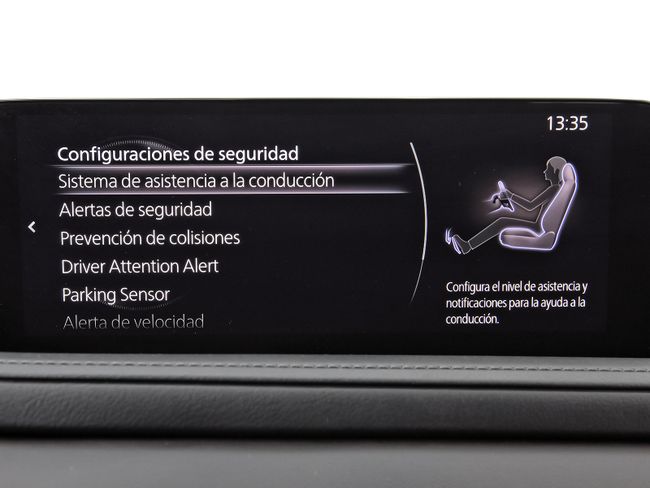 13:35
Configuraciones de seguridad
Sistema de asistencia a la conducción
Alertas de seguridad
Prevención de colisiones
Driver Attention Alert
Parking Sensor
Alerta de velocidad
Configura el nivel de asistencia y
notificaciones para la ayuda a la
conducción.